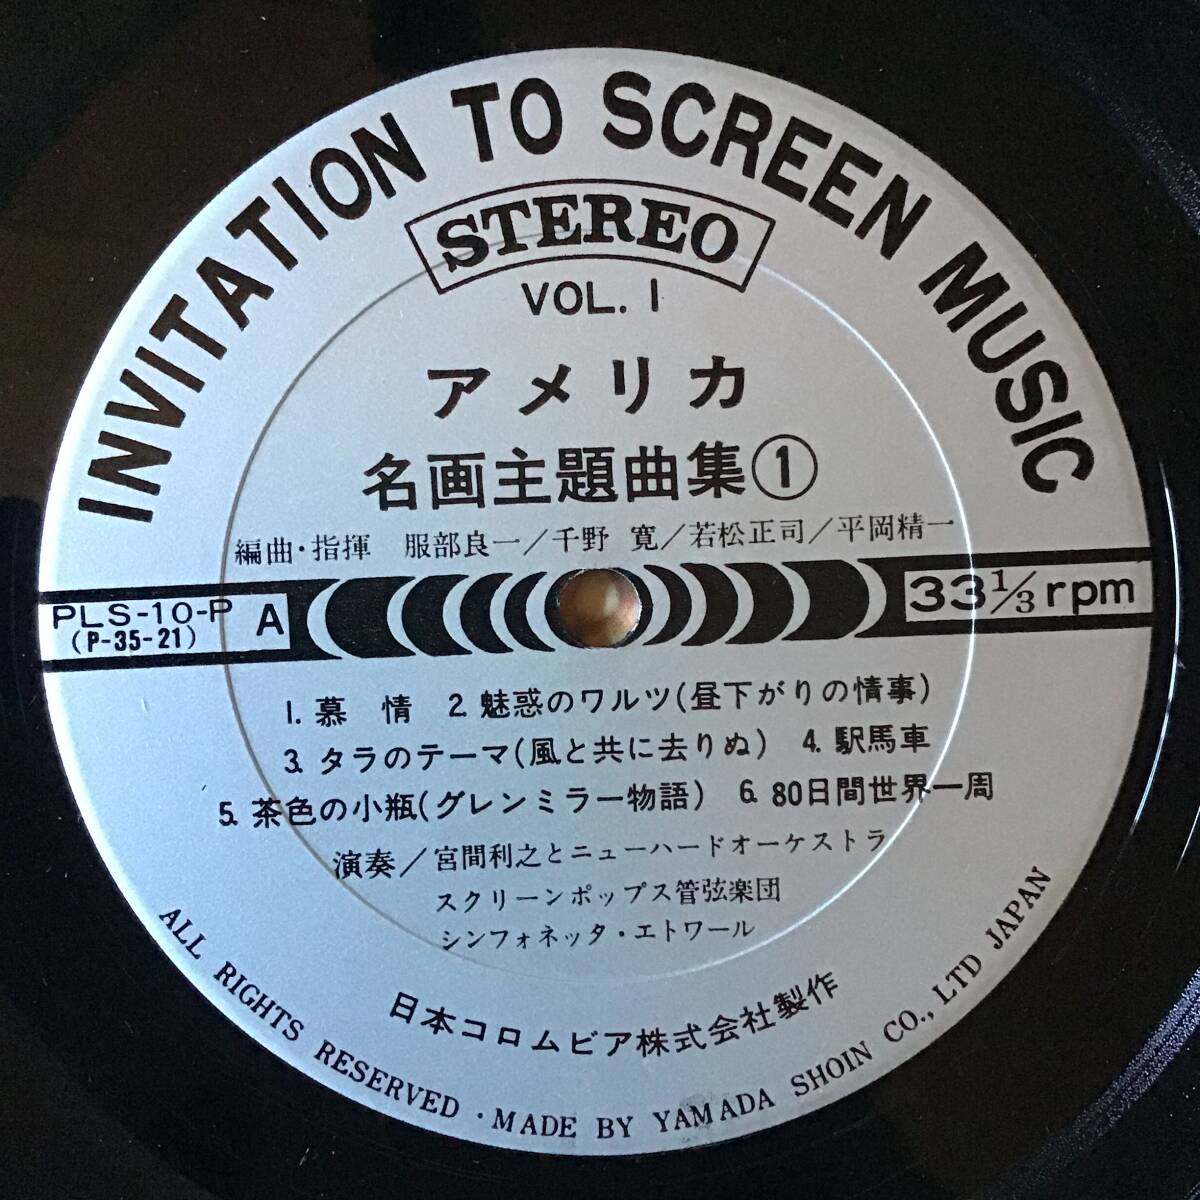 INVITATION TO SCREEN MUSIC
STEREO
VOL. 1
アメリカ
名画主題曲集①
編曲・指揮 服部良一/千野 寛/若松正司/平岡精一
PLS-10-P
(P-35-21)
A
33 1/3 rpm
1. 慕 情 2. 魅惑のワルツ(昼下がりの情事)
3. タラのテーマ(風と共に去りぬ) 4. 駅馬車
5. 茶色の小瓶(グレンミラー物語) 6. 80日間世界一周
演奏/宮間利之とニューハードオーケストラ
スクリーンポップス管弦楽団
シンフォネッタ・エトワール
日本コロムビア株式会社製作
ALL RIGHTS RESERVED · MADE BY YAMADA SHOIN CO., LTD JAPAN